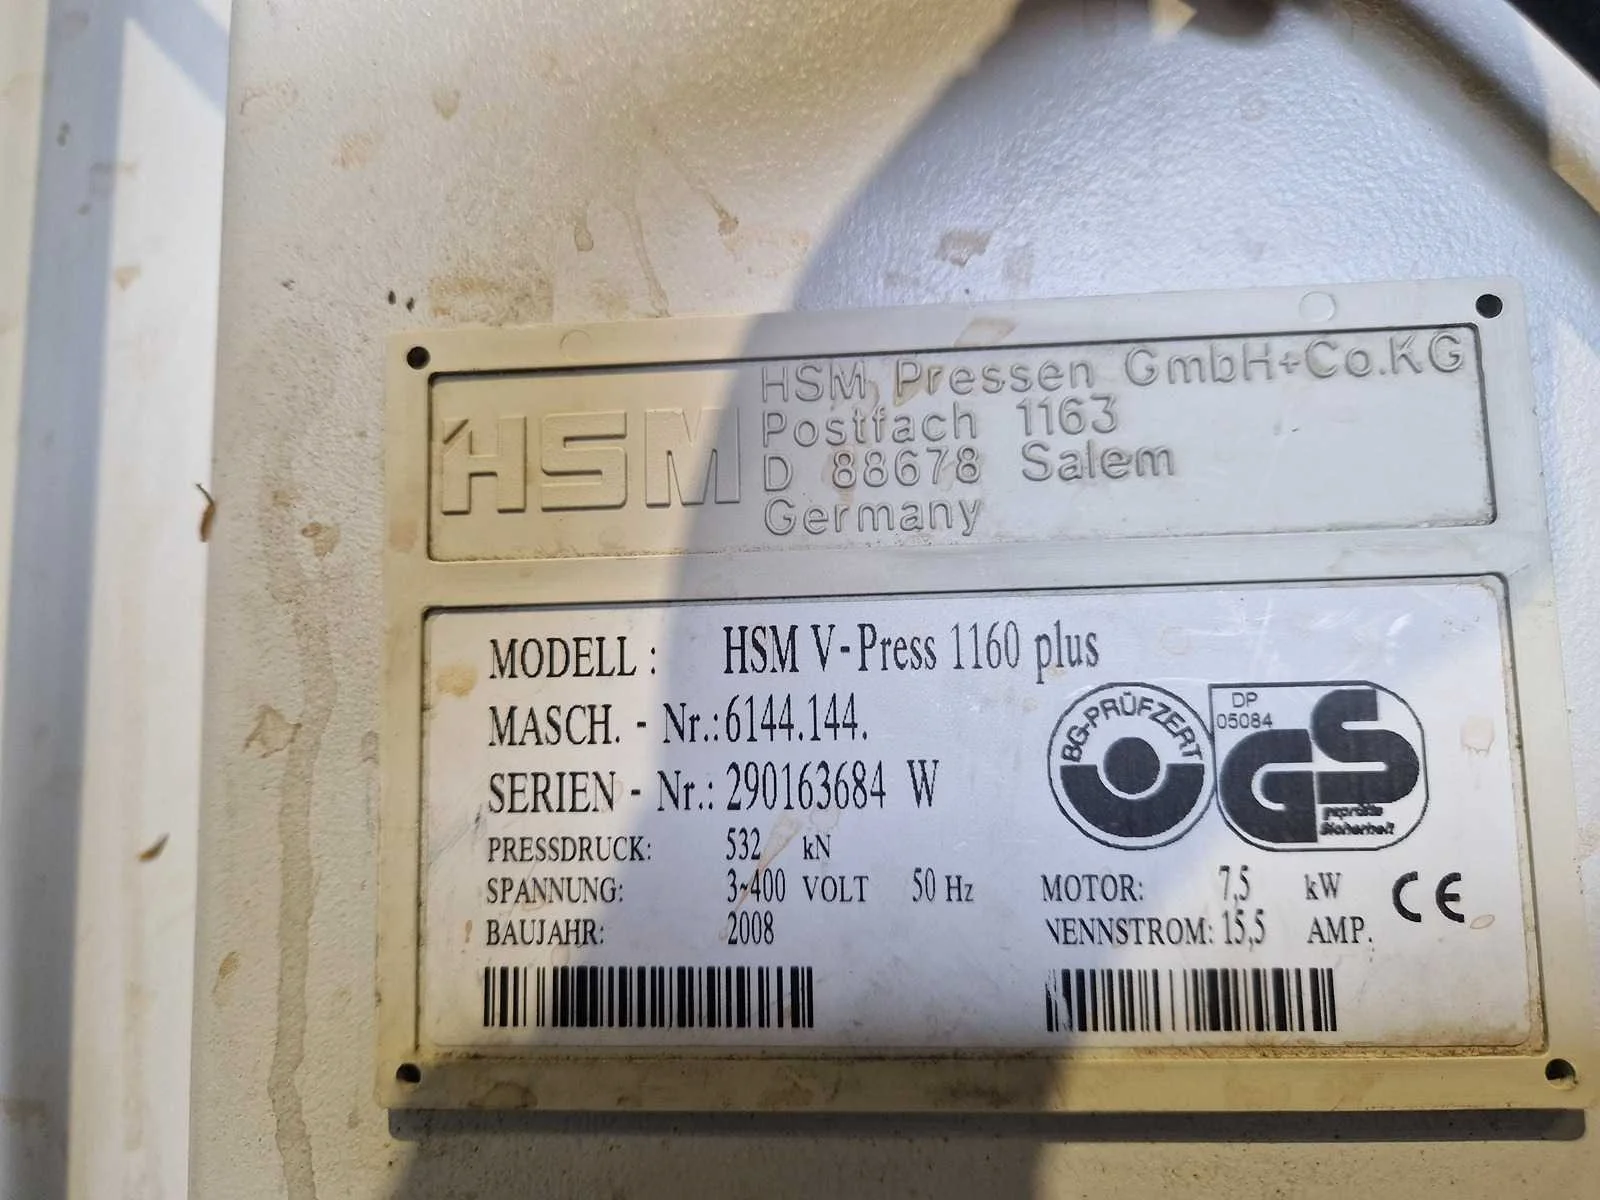 HSM
HSM Pressen GmbH+Co.KG
Postfach 1163
D 88678 Salem
Germany
MODELL : HSM V-Press 1160 plus
MASCH. - Nr.: 6144.144.
SERIEN - Nr.: 290163684 W
PRESSDRUCK: 532 kN
SPANNUNG: 3~400 VOLT 50 Hz MOTOR: 7,5 kW
BAUJAHR: 2008 NENNSTROM: 15,5 AMP.
BG-PRÜFZERT
DP
05084
GS
geprüfte
Sicherheit
CE